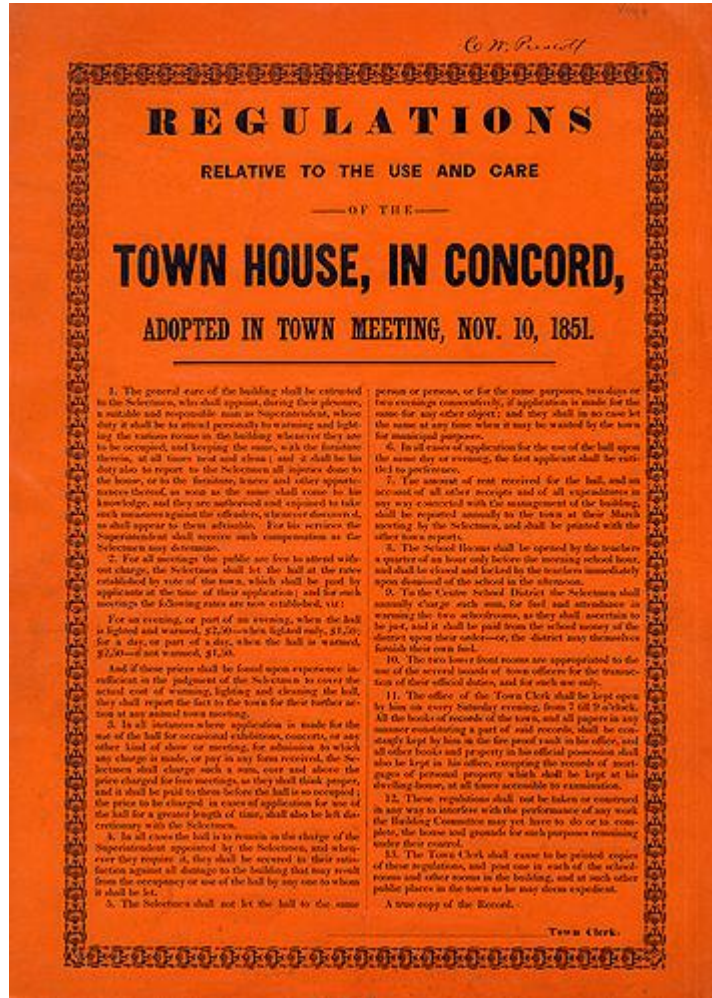 C. W. Prescott
REGULATIONS
RELATIVE TO THE USE AND CARE
OF THE
TOWN HOUSE, IN CONCORD,
ADOPTED IN TOWN MEETING, NOV. 10, 1851.
1. The general care of the building shall be entrusted
to the Selectmen, who shall appoint, during their pleasure,
a suitable and responsible man as Superintendent, whose
duty it shall be to attend personally to warming and light-
ing the various rooms in the building whenever they are
to be occupied, and keeping the same, with the furniture
therein, at all times neat and clean; and it shall be his
duty also to report to the Selectmen all injuries done to
the house, or to the furniture, fences and other appurte-
nances thereof, as soon as the same shall come to his
knowledge, and they are authorised and enjoined to take
such measures against the offenders, whenever discovered,
as shall appear to them advisable. For his services the
Superintendent shall receive such compensation as the
Selectmen may determine.
2. For all meetings the public are free to attend with-
out charge, the Selectmen shall let the hall at the rates
established by vote of the town, which shall be paid by
applicants at the time of their application; and for such
meetings the following rates are now established, viz:
For an evening, or part of an evening, when the hall
is lighted and warmed, $2,50—when lighted only, $1,50;
for a day, or part of a day, when the hall is warmed,
$2,50—if not warmed, $1,50.
And if these prices shall be found upon experience in-
sufficient in the judgment of the Selectmen to cover the
actual cost of warming, lighting and cleaning the hall,
they shall report the fact to the town for their further ac-
tion at any annual town meeting.
3. In all instances where application is made for the
use of the hall for occasional exhibitions, concerts, or any
other kind of show or meeting, for admission to which
any charge is made, or pay in any form received, the Se-
lectmen shall charge such a sum, over and above the
price charged for free meetings, as they shall think proper,
and it shall be paid to them before the hall is so occupied;
the price to be charged in cases of application for use of
the hall for a greater length of time, shall also be left dis-
cretionary with the Selectmen.
4. In all cases the hall is to remain in the charge of the
Superintendent appointed by the Selectmen, and when-
ever they require it, they shall be secured to their satis-
faction against all damage to the building that may result
from the occupancy or use of the hall by any one to whom
it shall be let.
5. The Selectmen shall not let the hall to the same
person or persons, or for the same purposes, two days or
two evenings consecutively, if application is made for the
same for any other object; and they shall in no case let
the same at any time when it may be wanted by the town
for municipal purposes.
6. In all cases of application for the use of the hall upon
the same day or evening, the first applicant shall be enti-
tled to preference.
7. The amount of rent received for the hall, and an
account of all other receipts and of all expenditures in
any way connected with the management of the building,
shall be reported annually to the town at their March
meeting by the Selectmen, and shall be printed with the
other town reports.
8. The School Rooms shall be opened by the teachers
a quarter of an hour only before the morning school hour,
and shall be closed and locked by the teachers immediately
upon dismissal of the school in the afternoon.
9. To the Centre School District the Selectmen shall
annually charge such sum, for fuel and attendance in
warming the two schoolrooms, as they shall ascertain to
be just, and it shall be paid from the school money of the
district upon their order—or, the district may themselves
furnish their own fuel.
10. The two lower front rooms are appropriated to the
use of the several boards of town officers for the transac-
tion of their official duties, and for such use only.
11. The office of the Town Clerk shall be kept open
by him on every Saturday evening, from 7 till 9 o'clock.
All the books of records of the town, and all papers in any
manner constituting a part of said records, shall be con-
stantly kept by him in the fire proof vault in his office, and
all other books and property in his official possession shall
also be kept in his office, excepting the records of mort-
gages of personal property which shall be kept at his
dwelling-house, at all times accessible to examination.
12. These regulations shall not be taken or construed
in any way to interfere with the performance of any work
the Building Committee may yet have to do or to com-
plete, the house and grounds for such purposes remaining
under their control.
13. The Town Clerk shall cause to be printed copies
of these regulations, and post one in each of the school-
rooms and other rooms in the building, and at such other
public places in the town as he may deem expedient.
A true copy of the Record.
Town Clerk.